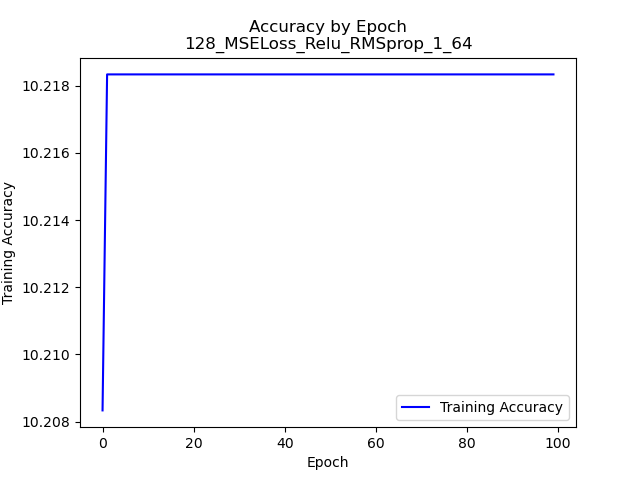 Accuracy by Epoch
128_MSELoss_Relu_RMSprop_1_64
10.218
10.216
10.214
10.212
10.210
10.208
Training Accuracy
Training Accuracy
0 20 40 60 80 100
Epoch